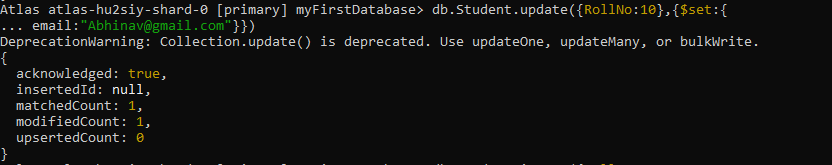 Atlas atlas-hu2siy-shard-0 [primary] myFirstDatabase> db.Student.update({RollNo:10},{$set:{
... email:"Abhinav@gmail.com"}})
DeprecationWarning: Collection.update() is deprecated. Use updateOne, updateMany, or bulkWrite.
{
  acknowledged: true,
  insertedId: null,
  matchedCount: 1,
  modifiedCount: 1,
  upsertedCount: 0
}